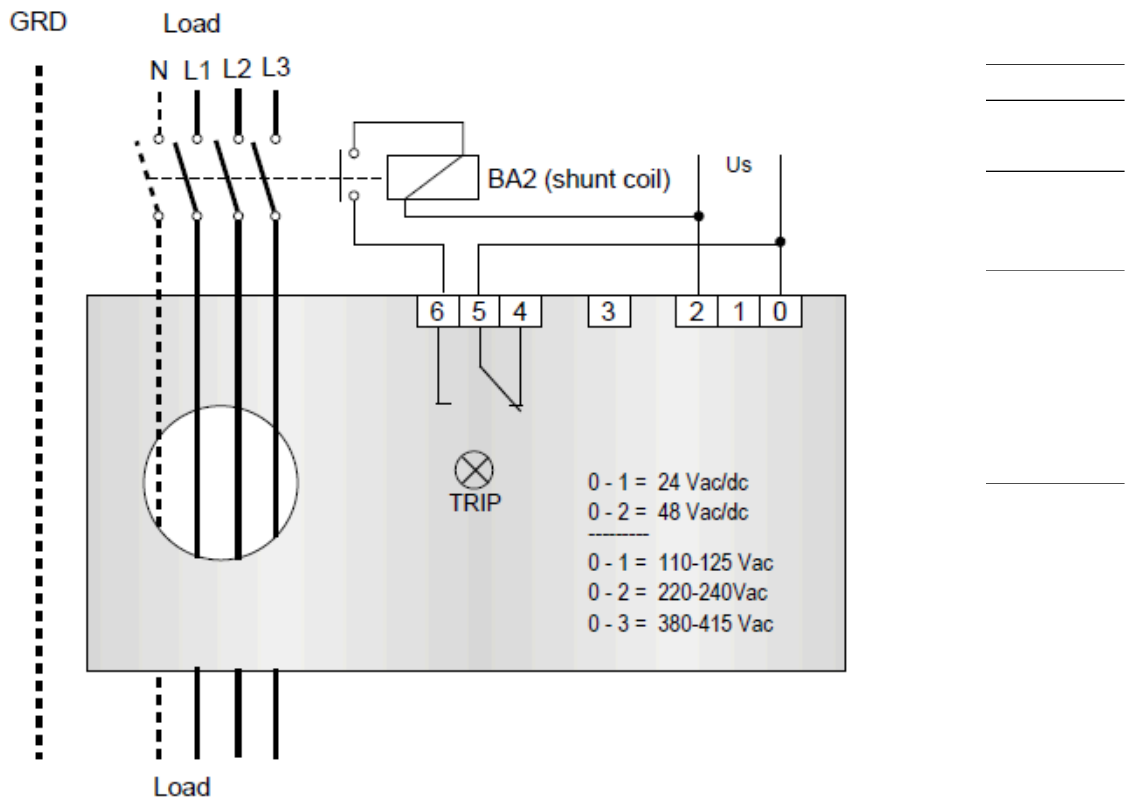 GRD
Load
N L1 L2 L3
Us
BA2 (shunt coil)
6 5 4 3 2 1 0
TRIP
0 - 1 = 24 Vac/dc
0 - 2 = 48 Vac/dc
---------
0 - 1 = 110-125 Vac
0 - 2 = 220-240Vac
0 - 3 = 380-415 Vac
Load